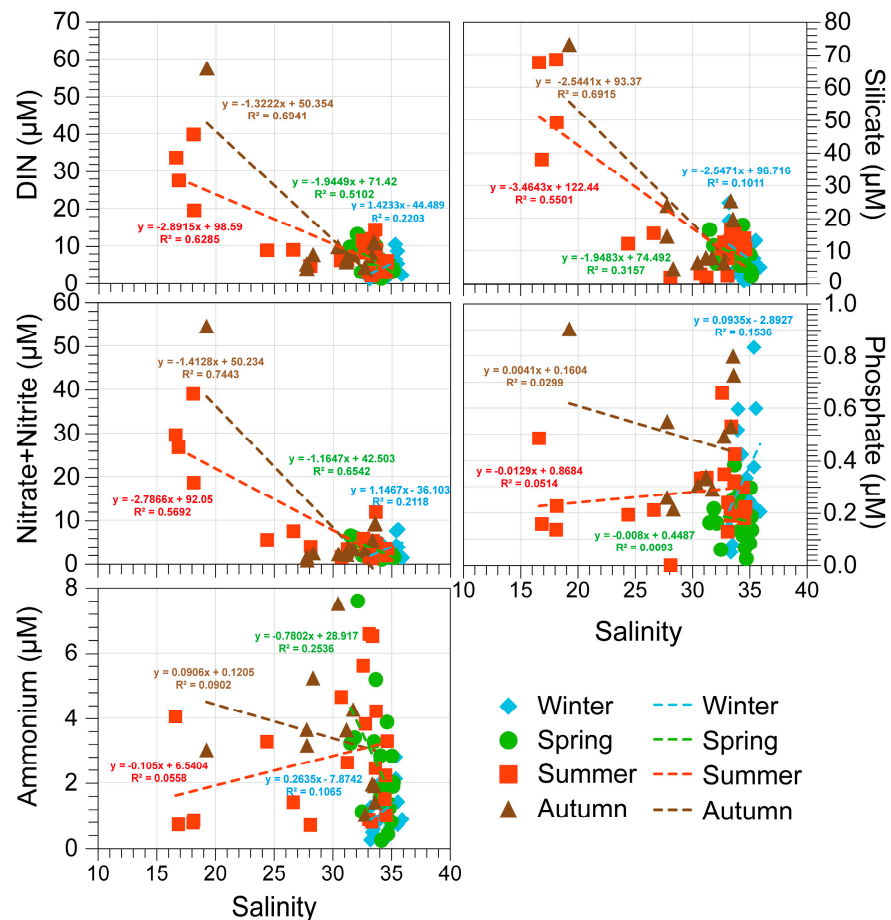 DIN (µM)
70
60
50
40
30
20
10
0
y = -1.3222x + 50.354
R² = 0.6941
y = -1.9449x + 71.42
R² = 0.5102
y = 1.4233x - 44.489
R² = 0.2203
y = -2.8915x + 98.59
R² = 0.6285
Silicate (µM)
80
70
60
50
40
30
20
10
0
y = -2.5441x + 93.37
R² = 0.6915
y = -2.5471x + 96.716
R² = 0.1011
y = -3.4643x + 122.44
R² = 0.5501
y = -1.9483x + 74.492
R² = 0.3157
Nitrate+Nitrite (µM)
60
50
40
30
20
10
0
y = -1.4128x + 50.234
R² = 0.7443
y = -1.1647x + 42.503
R² = 0.6542
y = 1.1467x - 36.103
R² = 0.2118
y = -2.7866x + 92.05
R² = 0.5692
Phosphate (µM)
1.0
0.8
0.6
0.4
0.2
0.0
y = 0.0935x - 2.8927
R² = 0.1536
y = 0.0041x + 0.1604
R² = 0.0299
y = -0.0129x + 0.8684
R² = 0.0514
y = -0.008x + 0.4487
R² = 0.0093
10 15 20 25 30 35 40
Salinity
Ammonium (µM)
8
6
4
2
0
y = -0.7802x + 28.917
R² = 0.2536
y = 0.0906x + 0.1205
R² = 0.0902
y = -0.105x + 6.5404
R² = 0.0558
y = 0.2635x - 7.8742
R² = 0.1065
10 15 20 25 30 35 40
Salinity
Winter Winter
Spring Spring
Summer Summer
Autumn Autumn